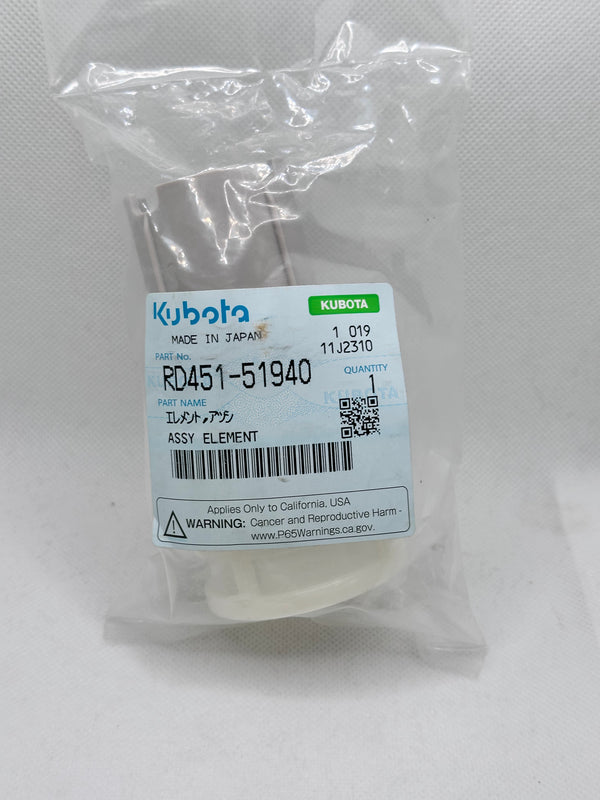 Kubota
KUBOTA
MADE IN JAPAN
1 019
11J2310
PART No.
RD451-51940
QUANTITY
1
KUBOTA
PART NAME
エレメント,アツシ
ASSY ELEMENT
Applies Only to California, USA
WARNING: Cancer and Reproductive Harm -
www.P65Warnings.ca.gov.